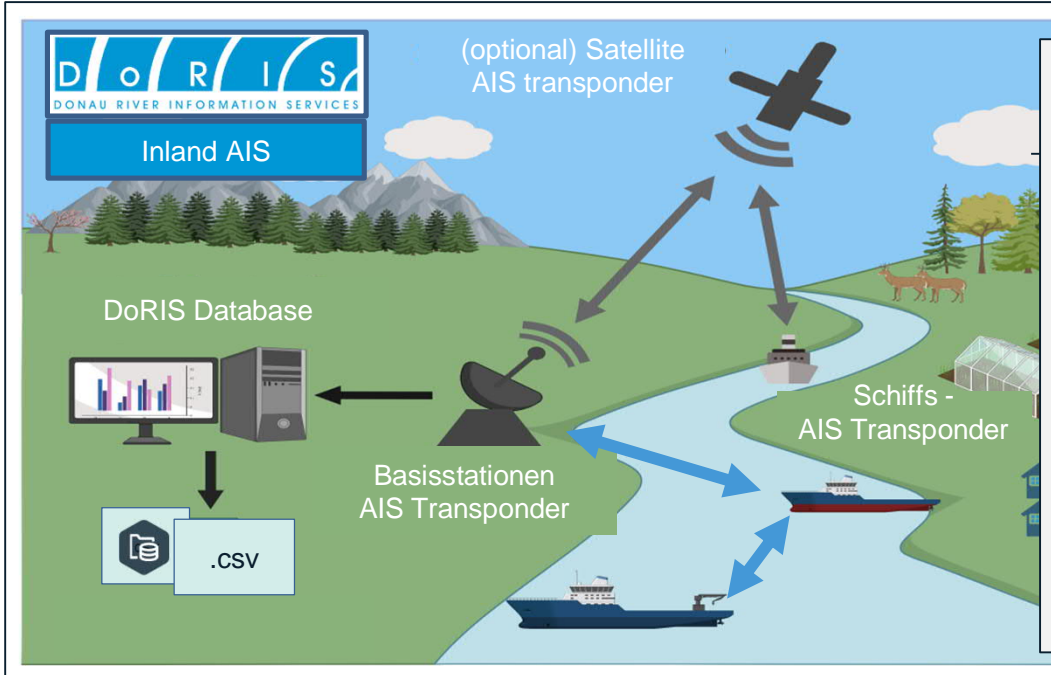 DoRIS
DONAU RIVER INFORMATION SERVICES
Inland AIS
(optional) Satellite
AIS transponder
DoRIS Database
Schiffs -
AIS Transponder
Basisstationen
AIS Transponder
.csv